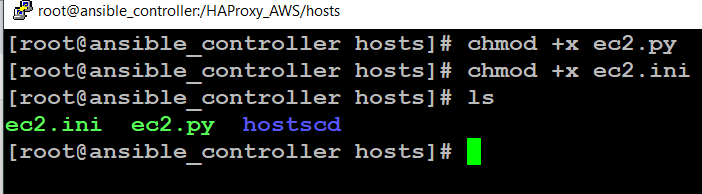 root@ansible_controller:/HAProxy_AWS/hosts
[root@ansible_controller hosts]# chmod +x ec2.py
[root@ansible_controller hosts]# chmod +x ec2.ini
[root@ansible_controller hosts]# ls
ec2.ini  ec2.py  hostscd
[root@ansible_controller hosts]#